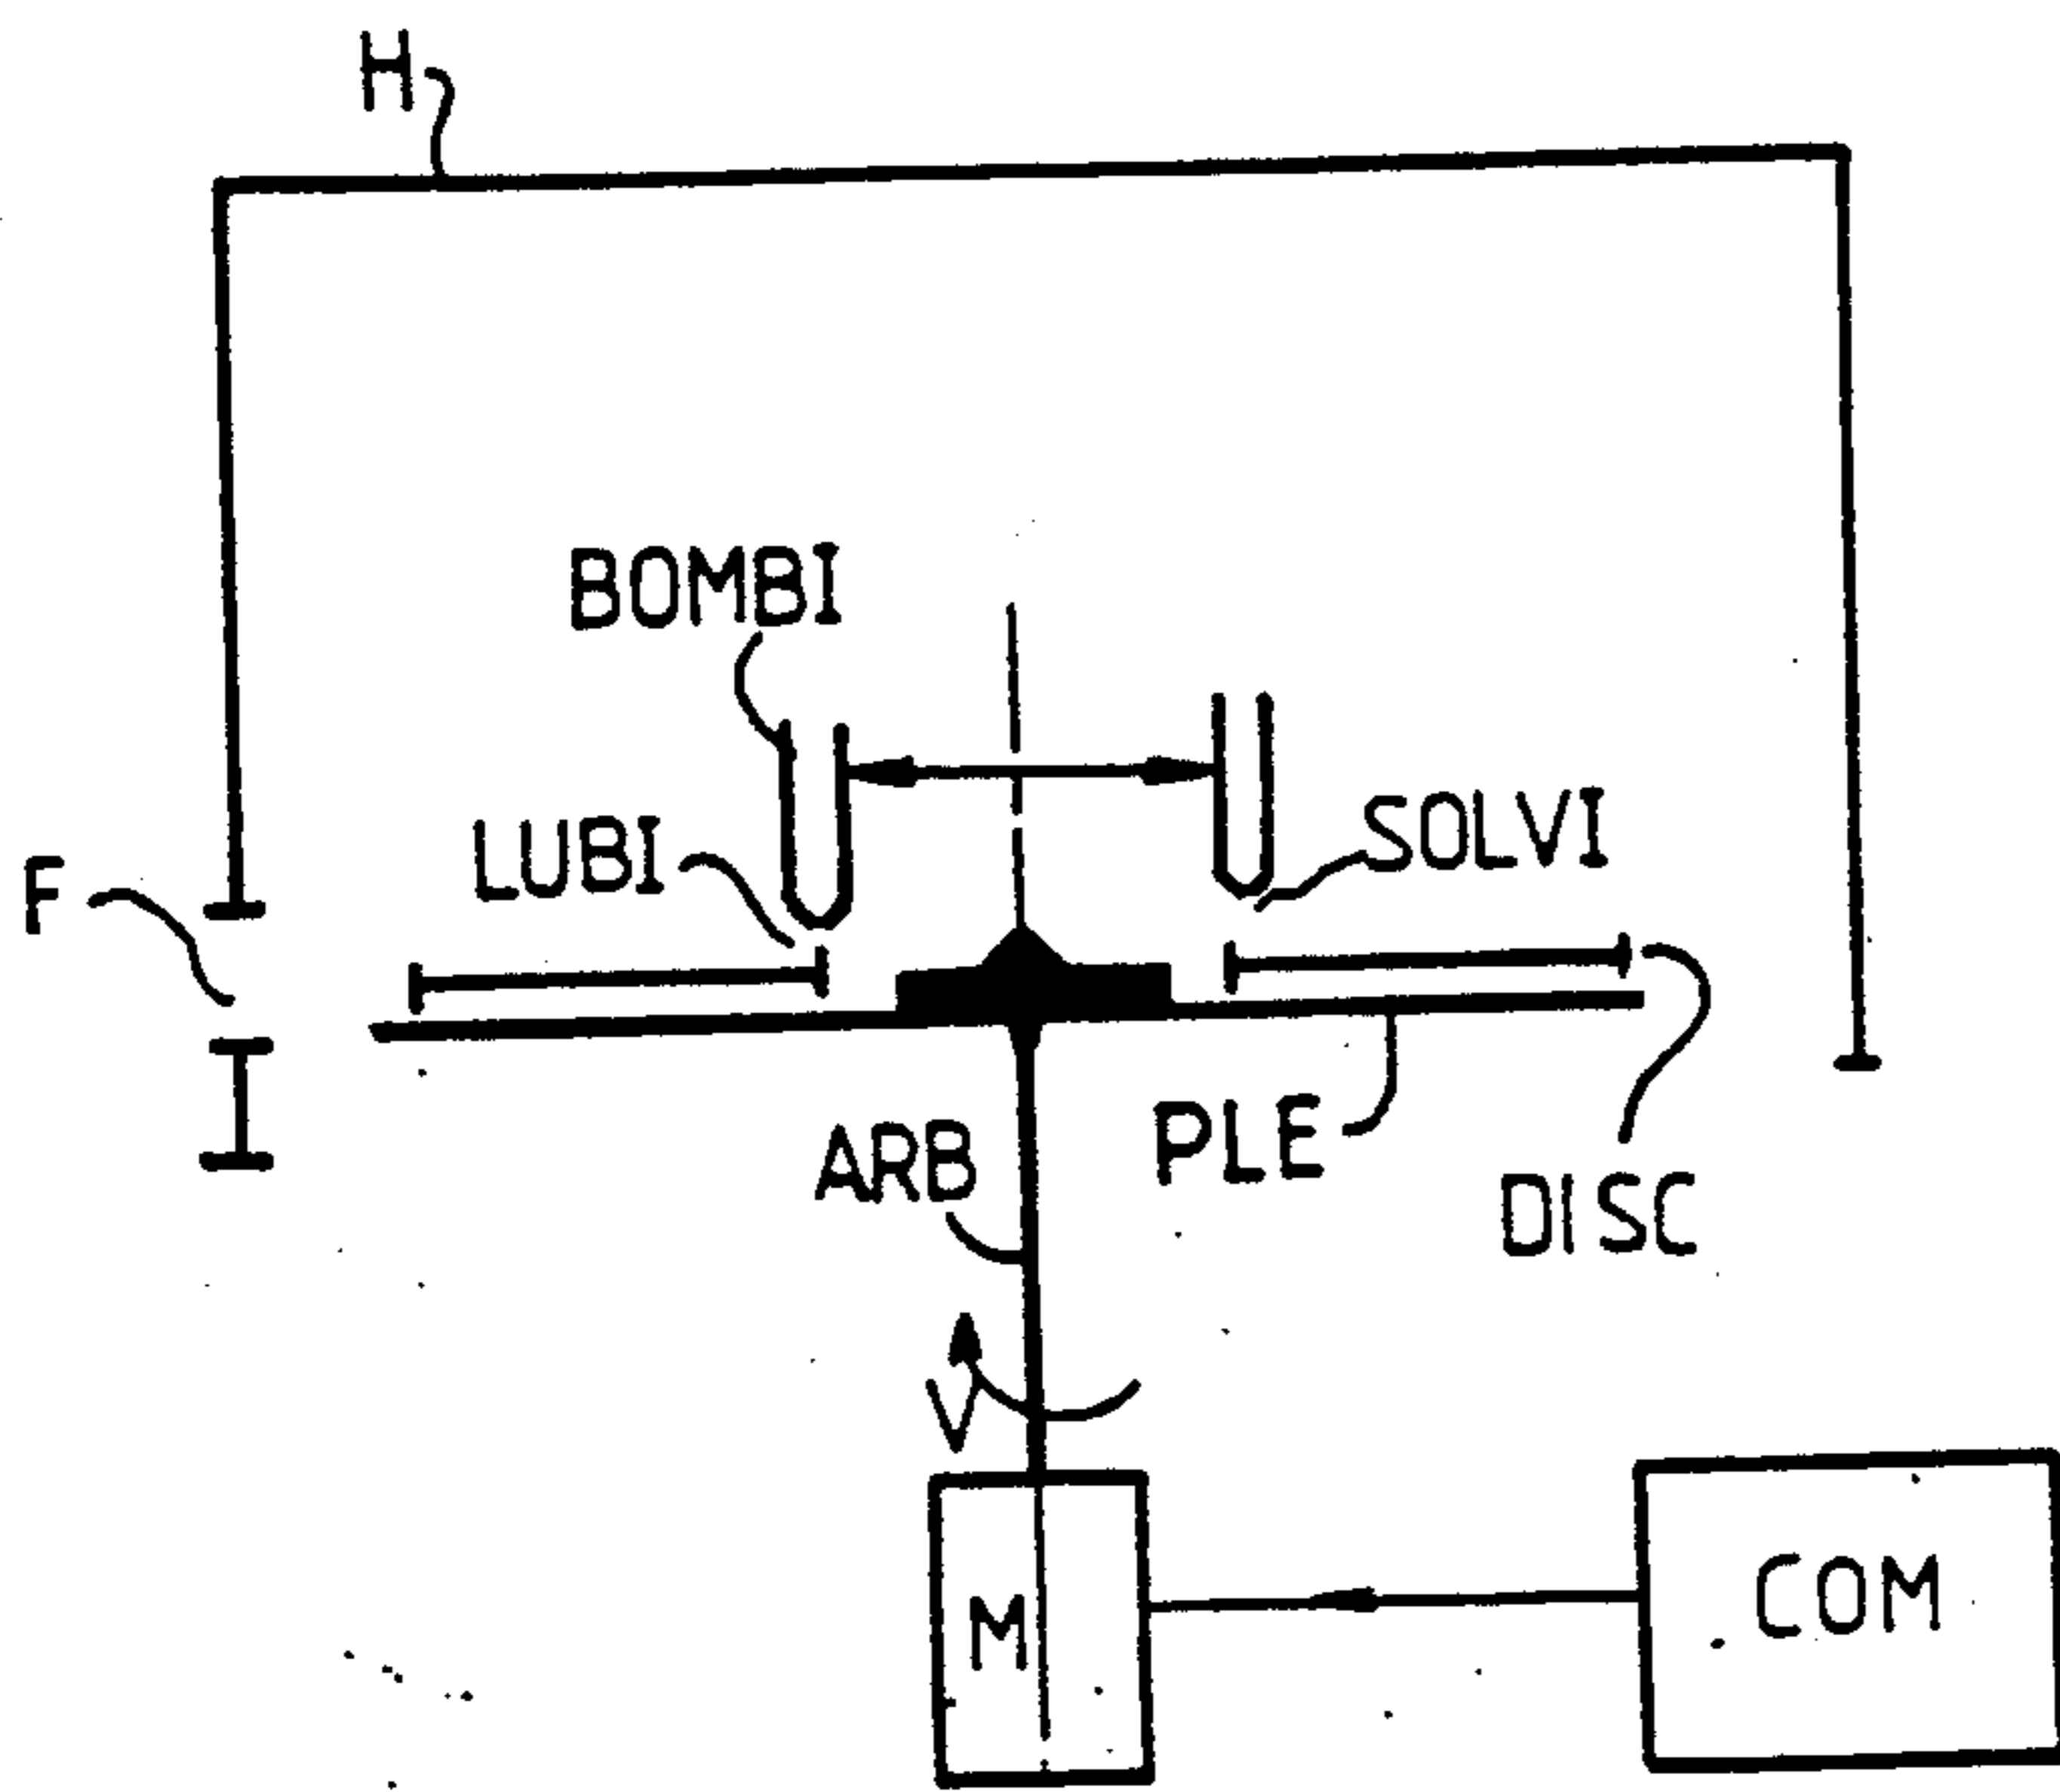 H
BOMBI
LUBI
SOLVI
F
ARB
PLE
DISC
V
M
COM